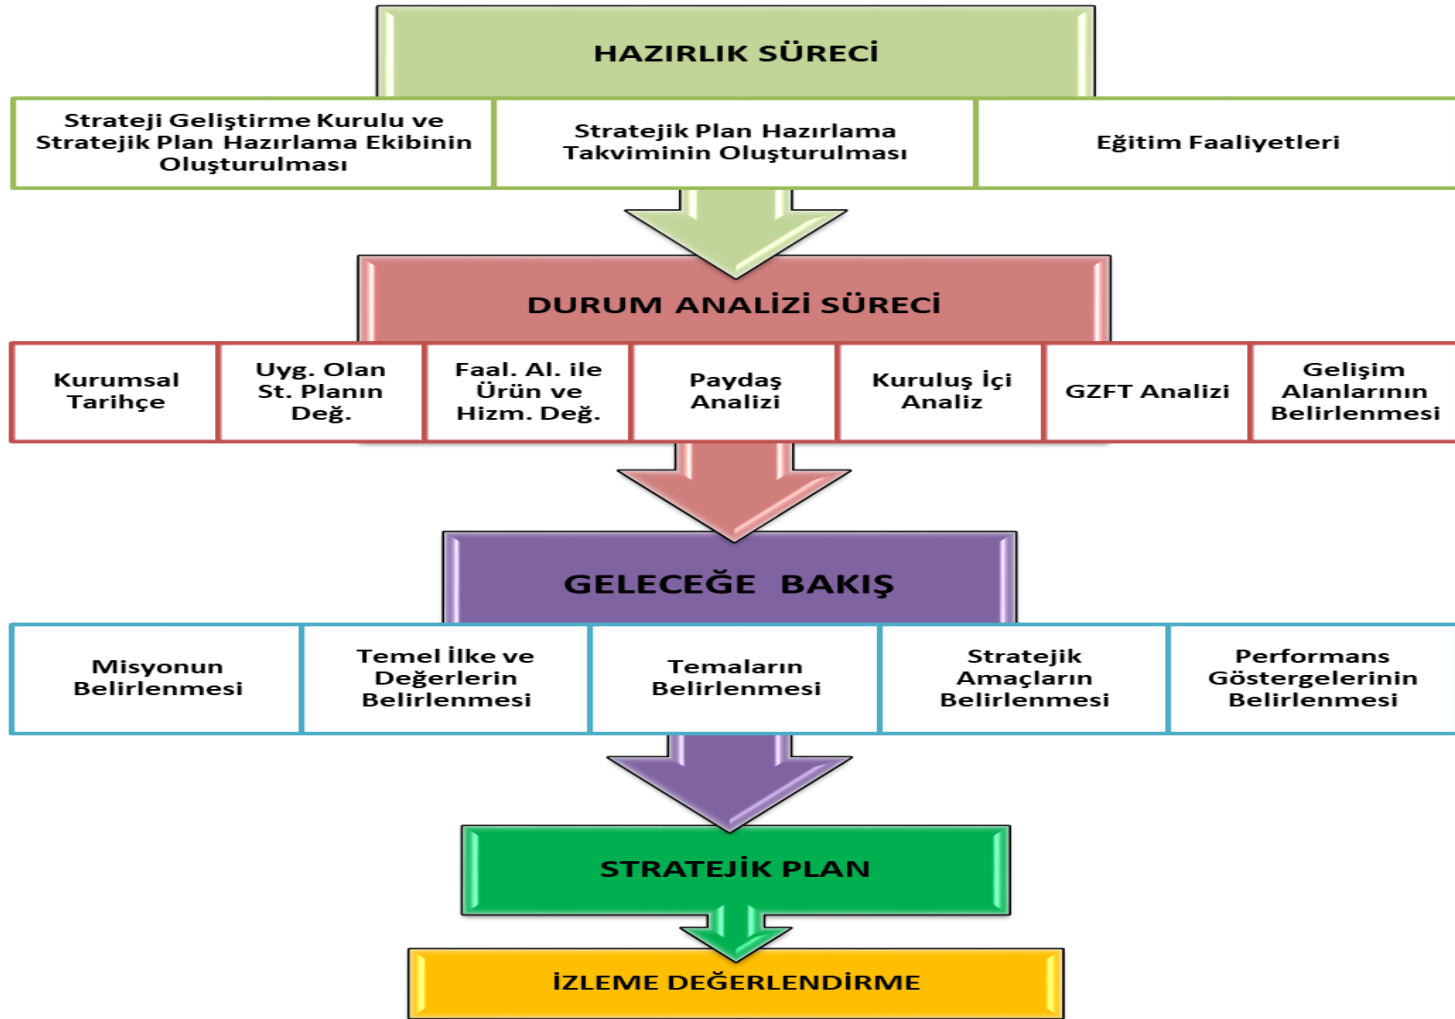 HAZIRLIK SÜRECİ
Strateji Geliştirme Kurulu ve
Stratejik Plan Hazırlama Ekibinin
Oluşturulması
Stratejik Plan Hazırlama
Takviminin Oluşturulması
Eğitim Faaliyetleri
DURUM ANALİZİ SÜRECİ
Kurumsal
Tarihçe
Uyg. Olan
St. Planın
Değ.
Faal. Al. ile
Ürün ve
Hizm. Değ.
Paydaş
Analizi
Kuruluş İçi
Analiz
GZFT Analizi
Gelişim
Alanlarının
Belirlenmesi
GELECEĞE BAKIŞ
Misyonun
Belirlenmesi
Temel İlke ve
Değerlerin
Belirlenmesi
Temaların
Belirlenmesi
Stratejik
Amaçların
Belirlenmesi
Performans
Göstergelerinin
Belirlenmesi
STRATEJİK PLAN
İZLEME DEĞERLENDİRME